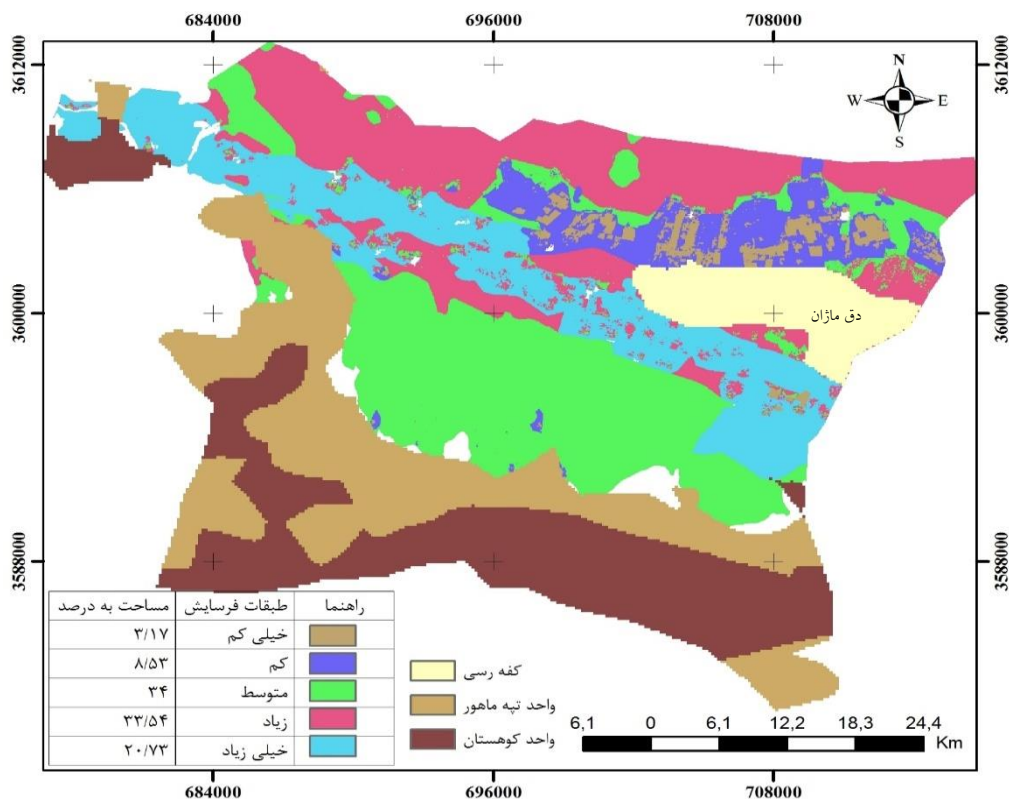 684000 696000 708000
3612000 3612000
N
W E
S
3600000 3600000
دق ماژان
3588000 3588000
راهنما طبقات فرسایش مساحت به درصد
خیلی کم ۳/۱۷
کم ۸/۵۳
متوسط ۳۴
زیاد ۳۳/۵۴
خیلی زیاد ۲۰/۷۳
کفه رسی
واحد تپه ماهور
واحد کوهستان
6,1 0 6,1 12,2 18,3 24,4
Km
684000 696000 708000